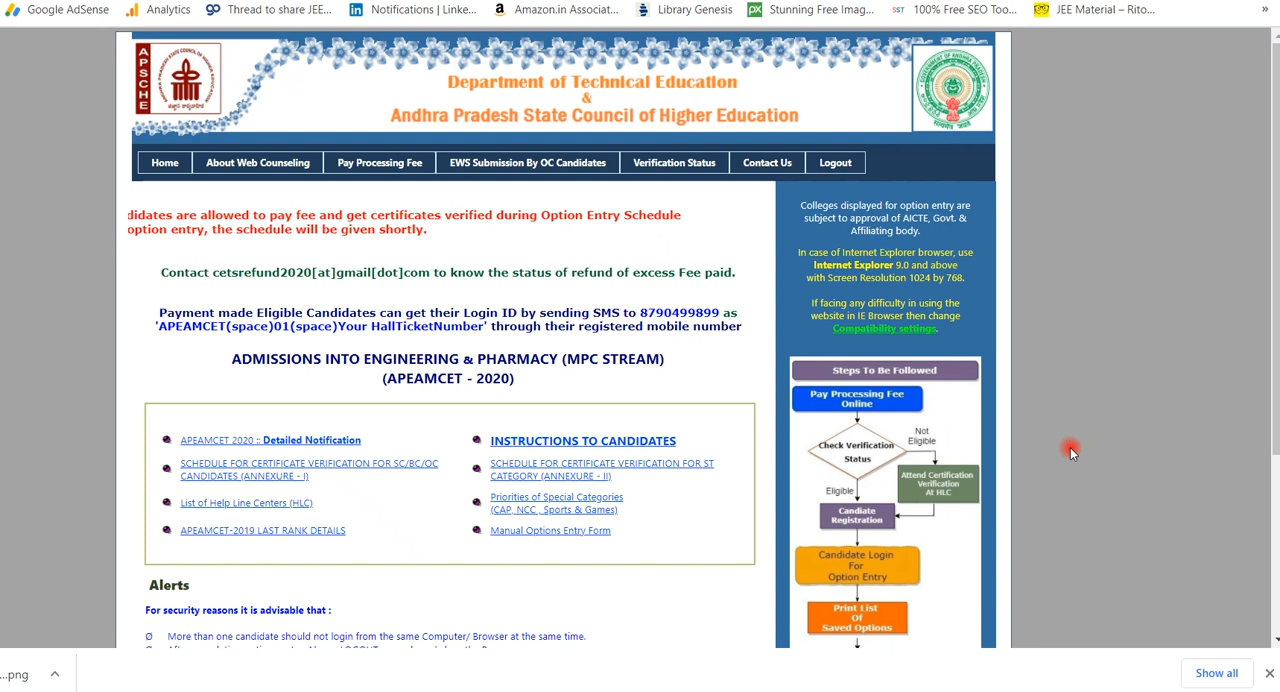 Google AdSense
Analytics
Thread to share JEE...
Notifications | Linke...
Amazon.in Associat...
Library Genesis
Stunning Free Imag...
100% Free SEO Too...
JEE Material – Rito...
»
APSCHE
Department of Technical Education
&
Andhra Pradesh State Council of Higher Education
Home
About Web Counseling
Pay Processing Fee
EWS Submission By OC Candidates
Verification Status
Contact Us
Logout
didates are allowed to pay fee and get certificates verified during Option Entry Schedule
option entry, the schedule will be given shortly.
Contact cetsrefund2020[at]gmail[dot]com to know the status of refund of excess Fee paid.
Payment made Eligible Candidates can get their Login ID by sending SMS to 8790499899 as
'APEAMCET(space)01(space)Your HallTicketNumber' through their registered mobile number
ADMISSIONS INTO ENGINEERING & PHARMACY (MPC STREAM)
(APEAMCET - 2020)
APEAMCET 2020 :: Detailed Notification
SCHEDULE FOR CERTIFICATE VERIFICATION FOR SC/BC/OC
CANDIDATES (ANNEXURE - I)
List of Help Line Centers (HLC)
APEAMCET-2019 LAST RANK DETAILS
INSTRUCTIONS TO CANDIDATES
SCHEDULE FOR CERTIFICATE VERIFICATION FOR ST
CATEGORY (ANNEXURE - II)
Priorities of Special Categories
(CAP, NCC , Sports & Games)
Manual Options Entry Form
Alerts
For security reasons it is advisable that :
Ø More than one candidate should not login from the same Computer/ Browser at the same time.
Colleges displayed for option entry are
subject to approval of AICTE, Govt. &
Affiliating body.
In case of Internet Explorer browser, use
Internet Explorer 9.0 and above
with Screen Resolution 1024 by 768.
If facing any difficulty in using the
website in IE Browser then change
Compatibility settings.
Steps To Be Followed
Pay Processing Fee
Online
Check Verification
Status
Not
Eligible
Attend Certification
Verification
At HLC
Eligible
Candiate
Registration
Candidate Login
For
Option Entry
Print List
Of
Saved Options
...png
Show all